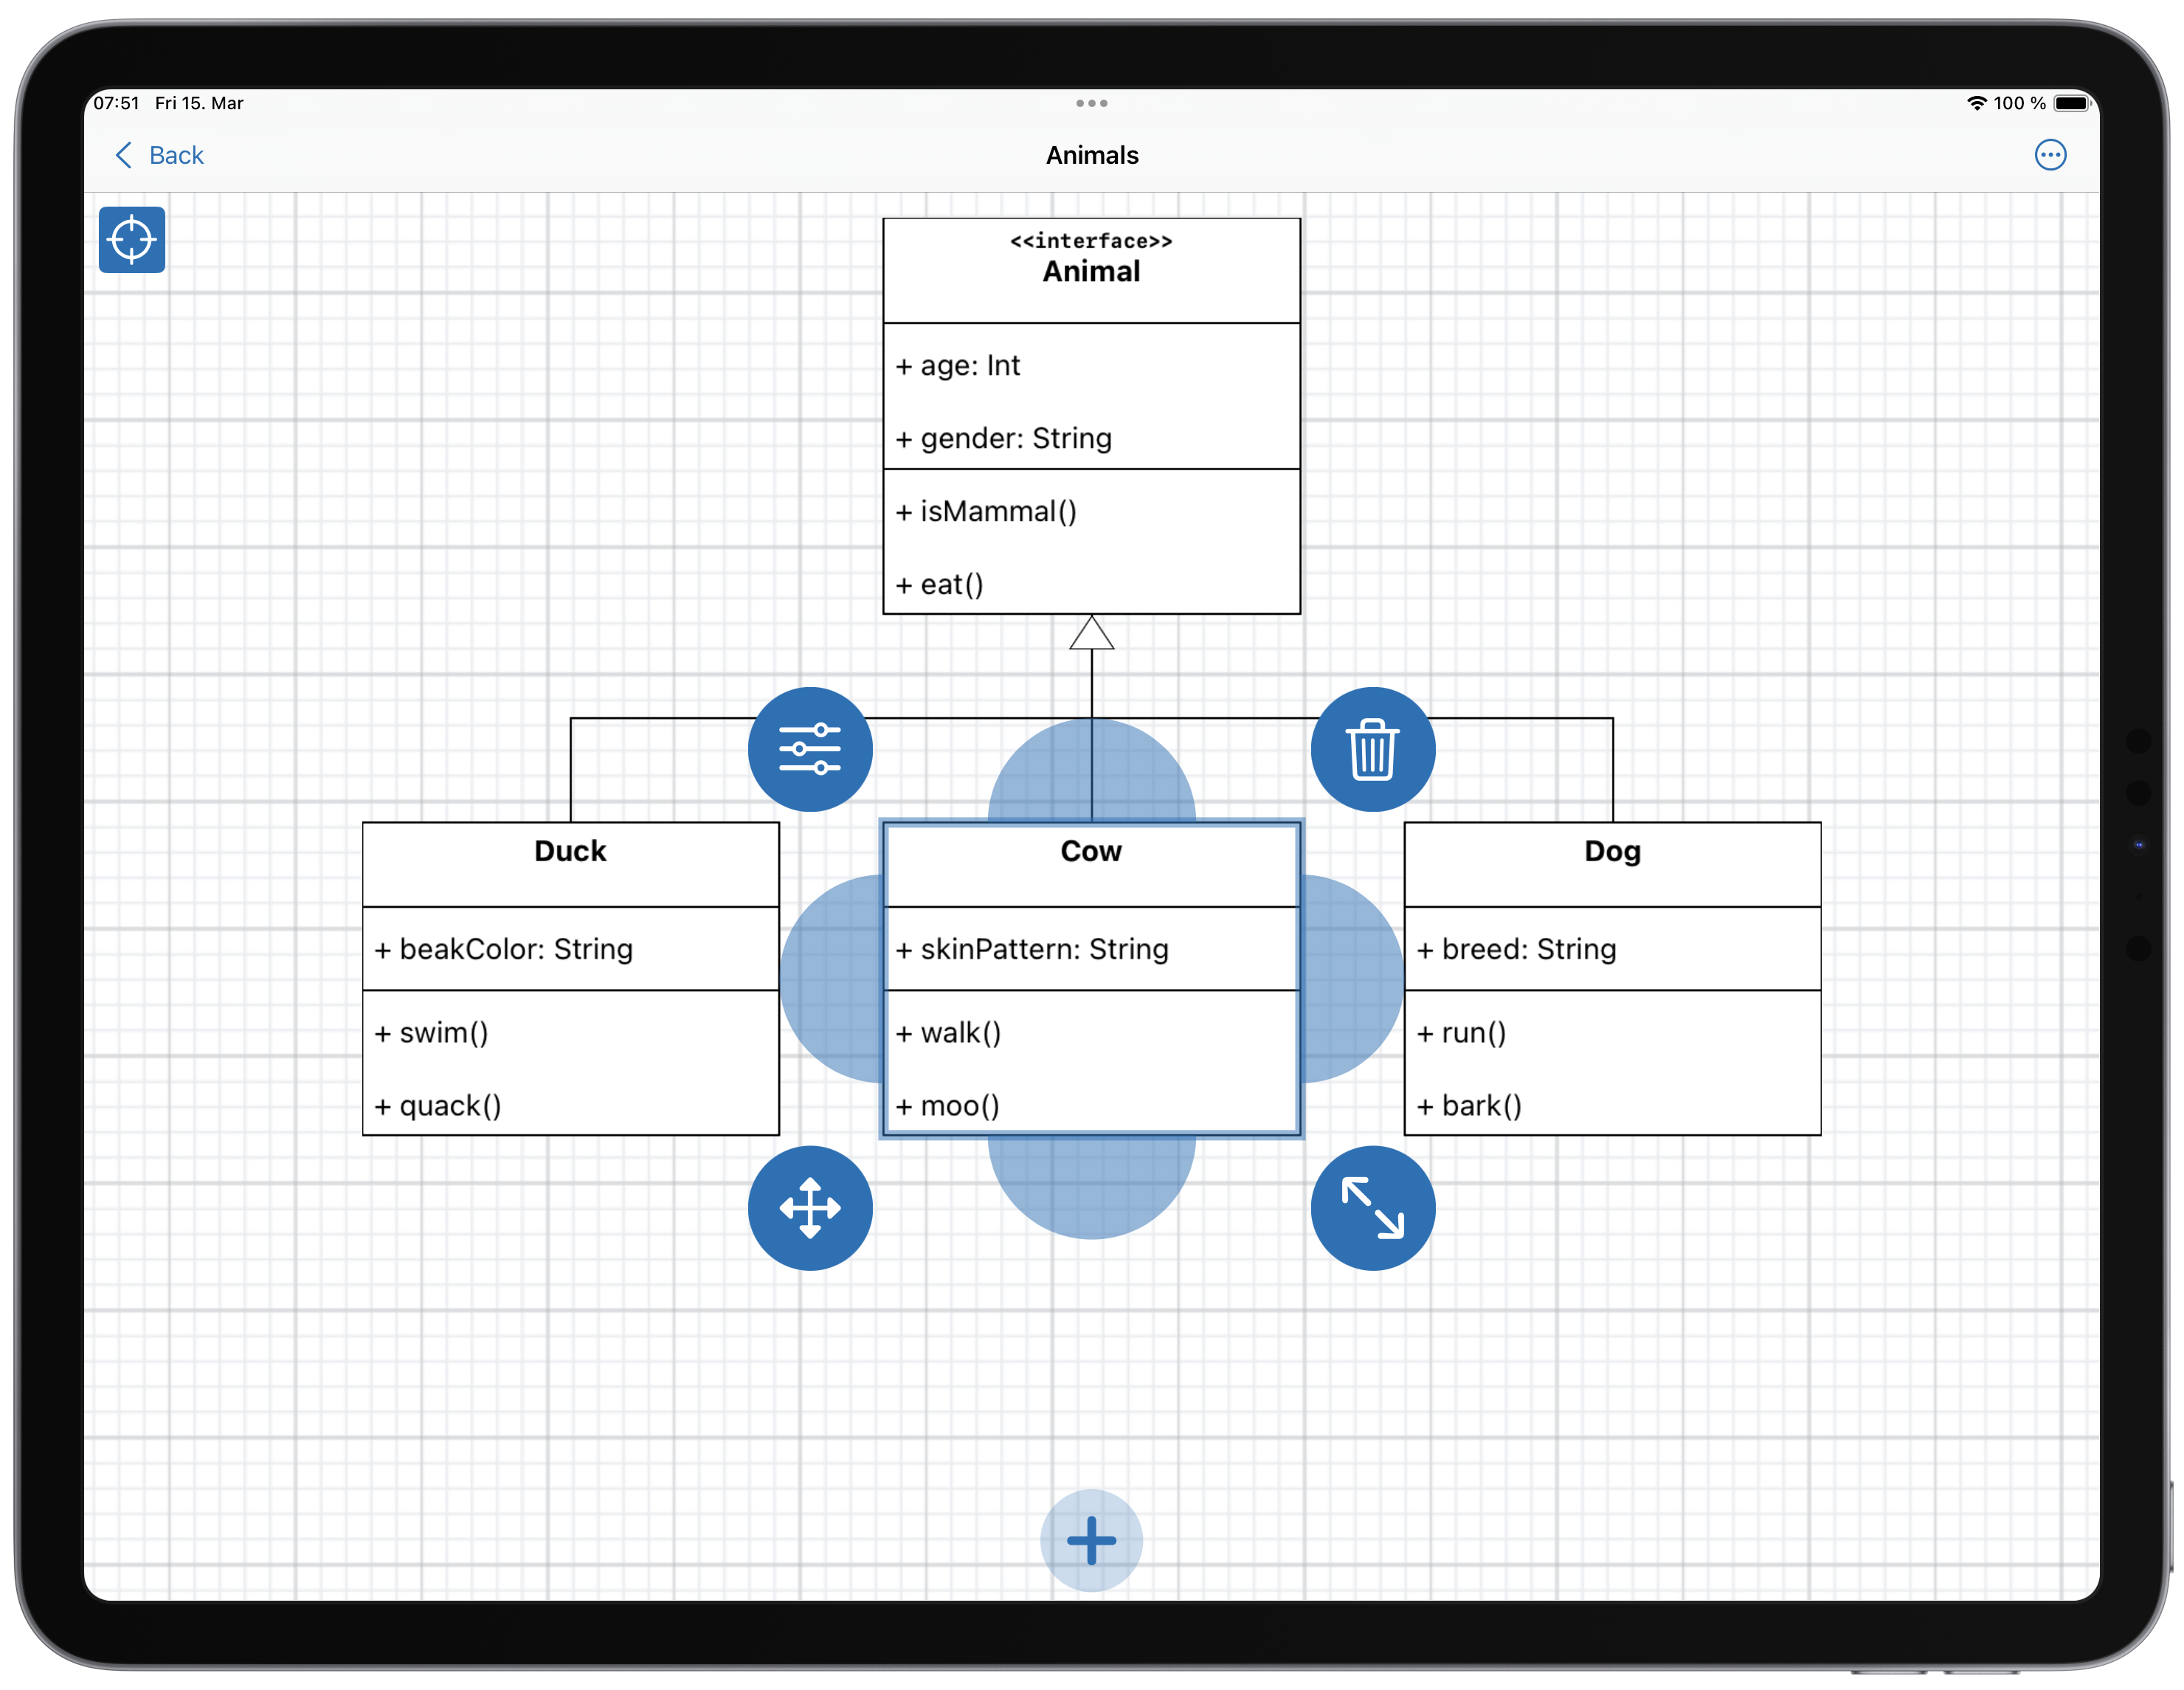 07:51 Fri 15. Mar
100 %
Back
Animals
<<interface>>
Animal
+ age: Int
+ gender: String
+ isMammal()
+ eat()
Duck
+ beakColor: String
+ swim()
+ quack()
Cow
+ skinPattern: String
+ walk()
+ moo()
Dog
+ breed: String
+ run()
+ bark()